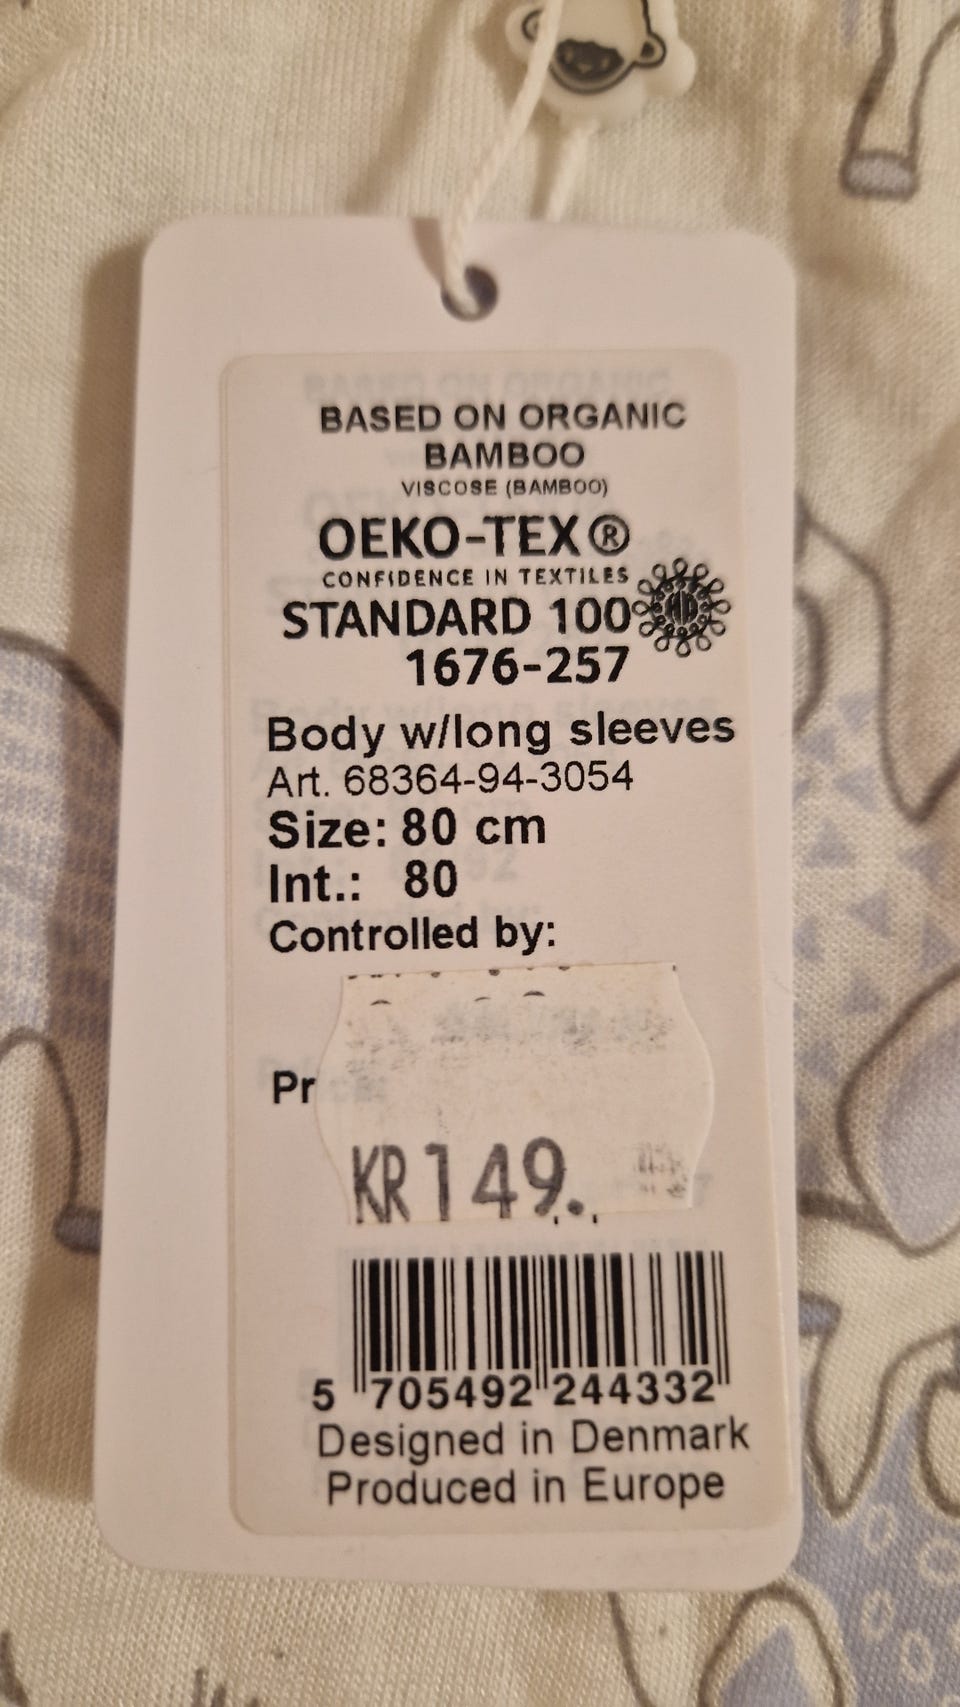 BASED ON ORGANIC
BAMBOO
VISCOSE (BAMBOO)
OEKO-TEX®
CONFIDENCE IN TEXTILES
STANDARD 100
1676-257
Body w/long sleeves
Art. 68364-94-3054
Size: 80 cm
Int.: 80
Controlled by:
Pr
KR 149.
5 705492 244332
Designed in Denmark
Produced in Europe